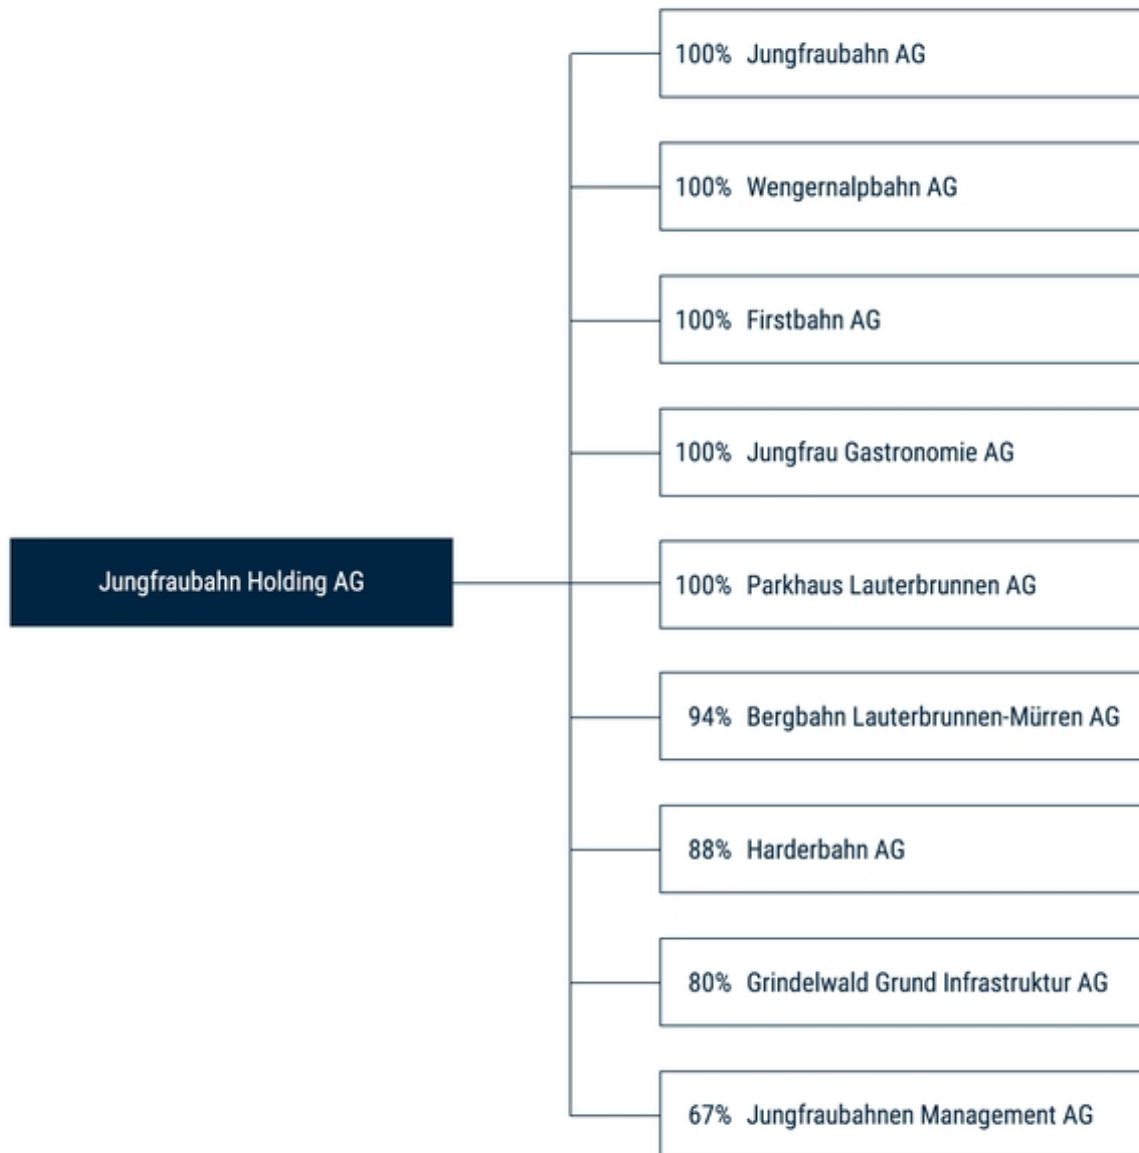 100% Jungfraubahn AG
100% Wengernalpbahn AG
100% Firstbahn AG
100% Jungfrau Gastronomie AG
Jungfraubahn Holding AG
100% Parkhaus Lauterbrunnen AG
94% Bergbahn Lauterbrunnen-Mürren AG
88% Harderbahn AG
80% Grindelwald Grund Infrastruktur AG
67% Jungfraubahnen Management AG